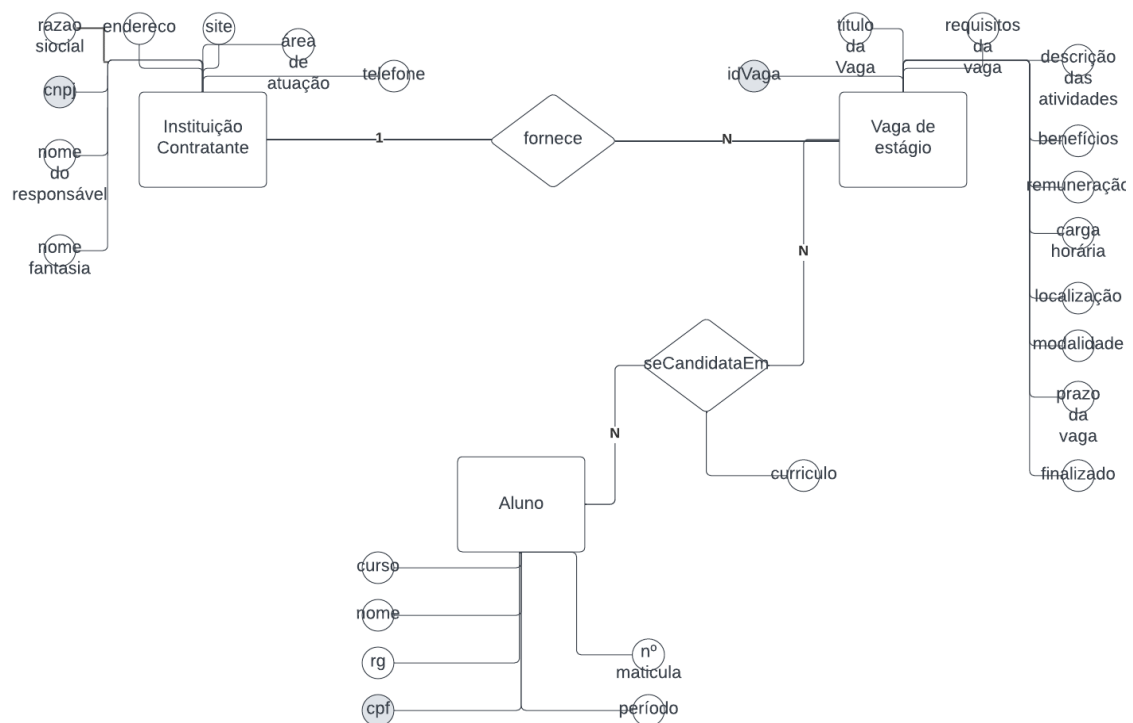 razao
siocial
endereco
site
área
de
atuação
telefone
cnpj
nome
do
responsável
nome
fantasia
Instituição
Contratante
1
fornece
N
titulo
da
Vaga
requisitos
da
vaga
idVaga
Vaga de
estágio
descrição
das
atividades
benefícios
remuneração
carga
horária
localização
modalidade
prazo
da
vaga
finalizado
N
seCandidataEm
N
curriculo
Aluno
curso
nome
rg
cpf
nº
maticula
período